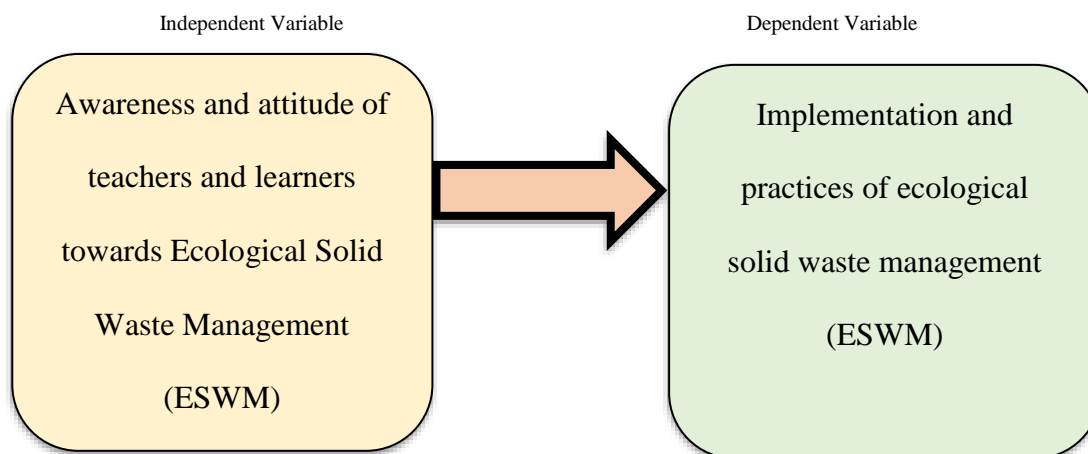 Independent Variable
Dependent Variable
Awareness and attitude of
teachers and learners
towards Ecological Solid
Waste Management
(ESWM)
Implementation and
practices of ecological
solid waste management
(ESWM)